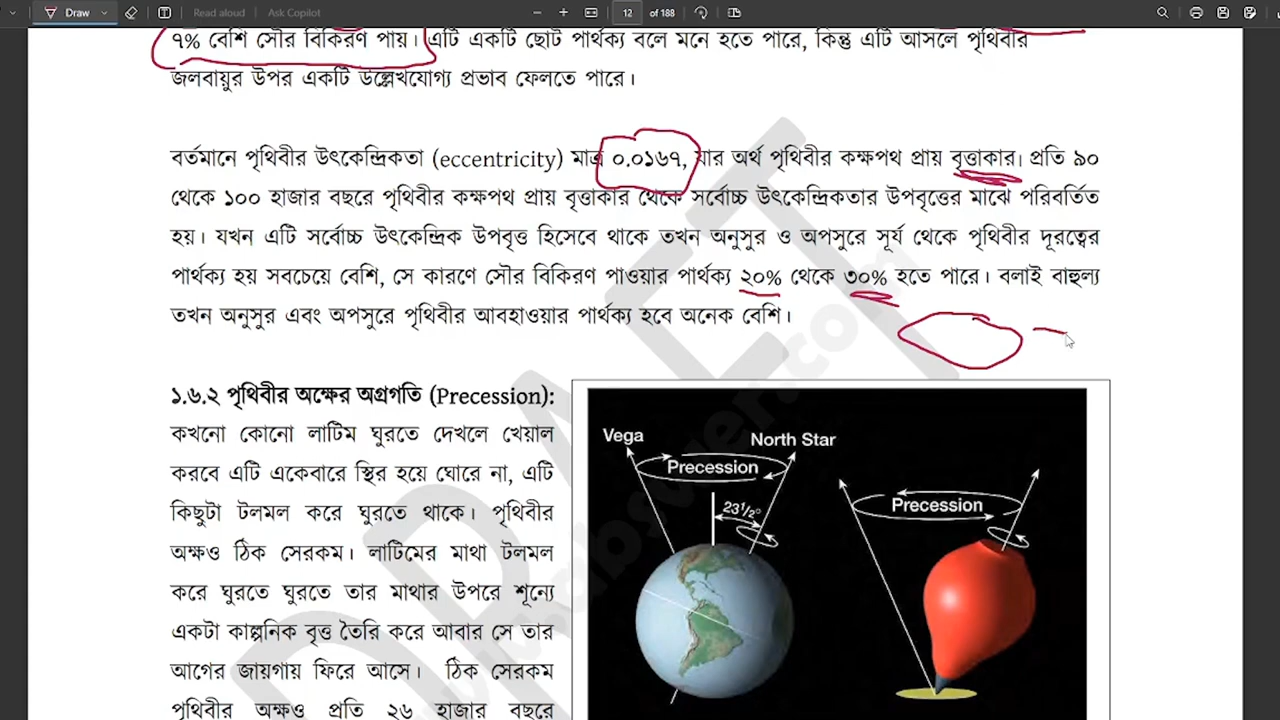 Draw
Read aloud
Ask Copilot
12 of 188
৭% বেশি সৌর বিকিরণ পায়। এটি একটি ছোট পার্থক্য বলে মনে হতে পারে, কিন্তু এটি আসলে পৃথিবীর
জলবায়ুর উপর একটি উল্লেখযোগ্য প্রভাব ফেলতে পারে।
বর্তমানে পৃথিবীর উৎকেন্দ্রিকতা (eccentricity) মাত্র ০.০১৬৭, যার অর্থ পৃথিবীর কক্ষপথ প্রায় বৃত্তাকার। প্রতি ৯০
থেকে ১০০ হাজার বছরে পৃথিবীর কক্ষপথ প্রায় বৃত্তাকার থেকে সর্বোচ্চ উৎকেন্দ্রিকতার উপবৃত্তের মাঝে পরিবর্তিত
হয়। যখন এটি সর্বোচ্চ উৎকেন্দ্রিক উপবৃত্ত হিসেবে থাকে তখন অনুসুর ও অপসুরে সূর্য থেকে পৃথিবীর দূরত্বের
পার্থক্য হয় সবচেয়ে বেশি, সে কারণে সৌর বিকিরণ পাওয়ার পার্থক্য ২০% থেকে ৩০% হতে পারে। বলাই বাহুল্য
তখন অনুসুর এবং অপসুরে পৃথিবীর আবহাওয়ার পার্থক্য হবে অনেক বেশি।
১.৬.২ পৃথিবীর অক্ষের অগ্রগতি (Precession):
কখনো কোনো লাটিম ঘুরতে দেখলে খেয়াল
করবে এটি একেবারে স্থির হয়ে ঘোরে না, এটি
কিছুটা টলমল করে ঘুরতে থাকে। পৃথিবীর
অক্ষও ঠিক সেরকম। লাটিমের মাথা টলমল
করে ঘুরতে ঘুরতে তার মাথার উপরে শূন্যে
একটা কাল্পনিক বৃত্ত তৈরি করে আবার সে তার
আগের জায়গায় ফিরে আসে। ঠিক সেরকম
পৃথিবীর অক্ষও প্রতি ২৬ হাজার বছরে
Vega
North Star
Precession
23½°
Precession
DRAFT